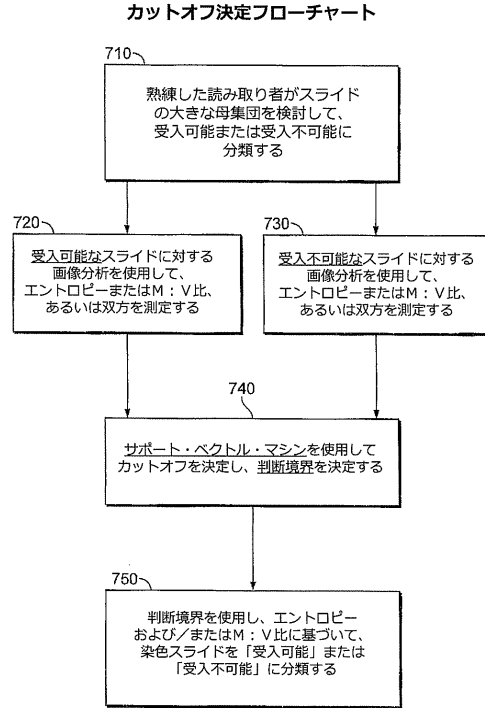 カットオフ決定フローチャート
710
熟練した読み取り者がスライド
の大きな母集団を検討して、
受入可能または受入不可能に
分類する
720
受入可能なスライドに対する
画像分析を使用して、
エントロピーまたはM:V比、
あるいは双方を測定する
730
受入不可能なスライドに対する
画像分析を使用して、
エントロピーまたはM:V比、
あるいは双方を測定する
740
サポート・ベクトル・マシンを使用して
カットオフを決定し、判断境界を決定する
750
判断境界を使用し、エントロピー
および/またはM:V比に基づいて、
染色スライドを「受入可能」または
「受入不可能」に分類する